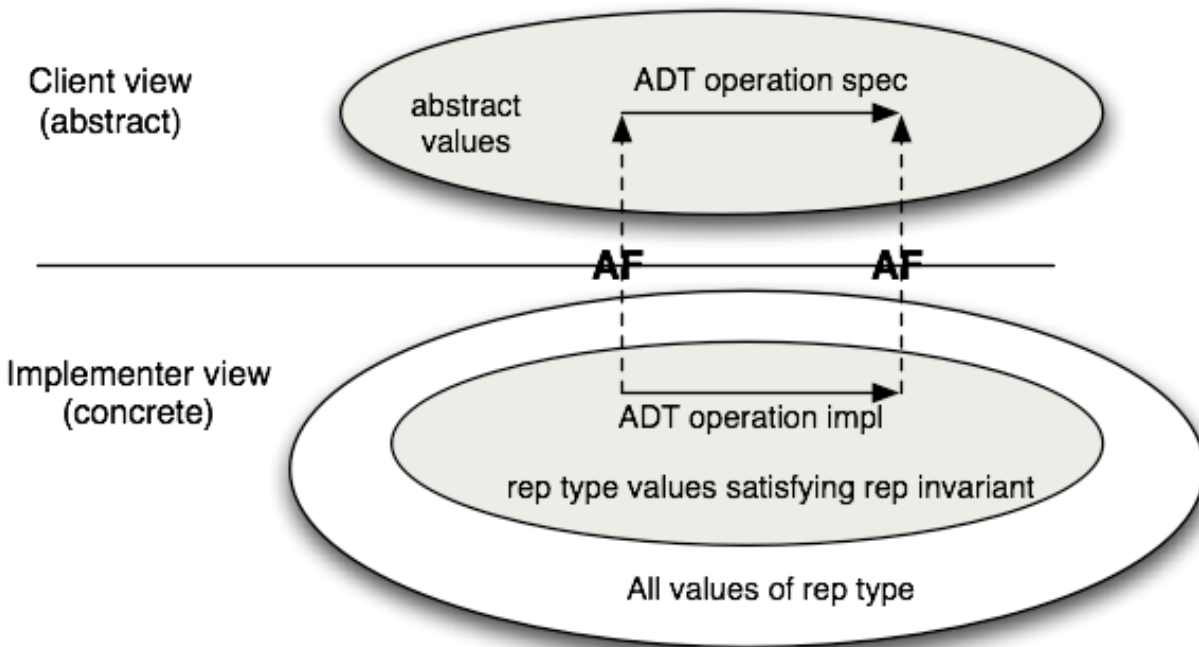 Client view
(abstract)
abstract
values
ADT operation spec
AF
AF
Implementer view
(concrete)
ADT operation impl
rep type values satisfying rep invariant
All values of rep type